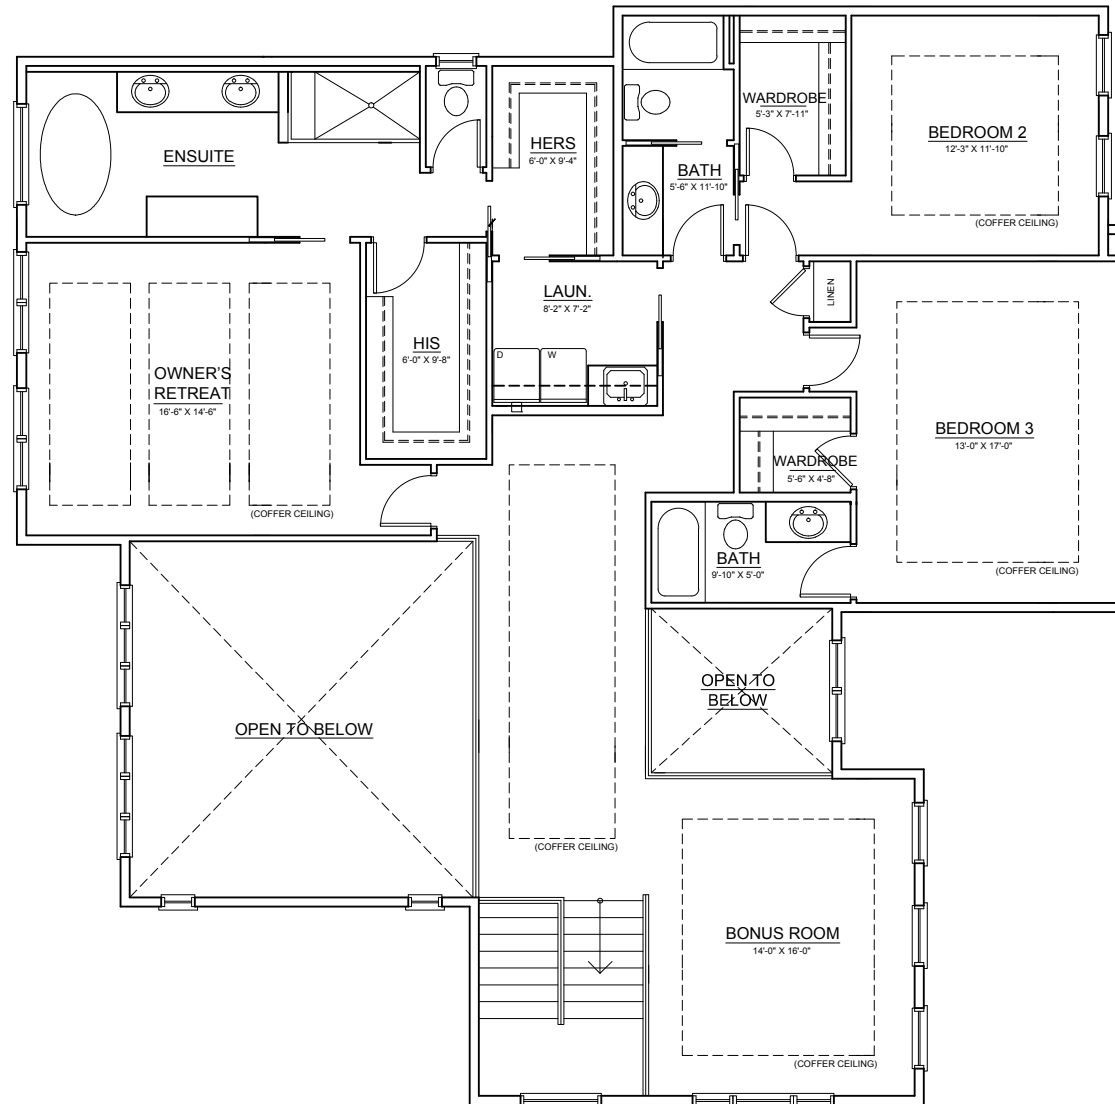 WARDROBE
5'-3" X 7'-11"
BEDROOM 2
12'-3" X 11'-10"
(COFFER CEILING)
HERS
6'-0" X 9'-4"
ENSUITE
BATH
5'-6" X 11'-10"
LAUN.
8'-2" X 7'-2"
LINEN
D
W
HIS
6'-0" X 9'-8"
OWNER'S
RETREAT
16'-6" X 14'-6"
(COFFER CEILING)
BEDROOM 3
13'-0" X 17'-0"
(COFFER CEILING)
WARDROBE
5'-6" X 4'-8"
BATH
9'-10" X 5'-0"
OPEN TO
BELOW
OPEN TO BELOW
(COFFER CEILING)
BONUS ROOM
14'-0" X 16'-0"
(COFFER CEILING)